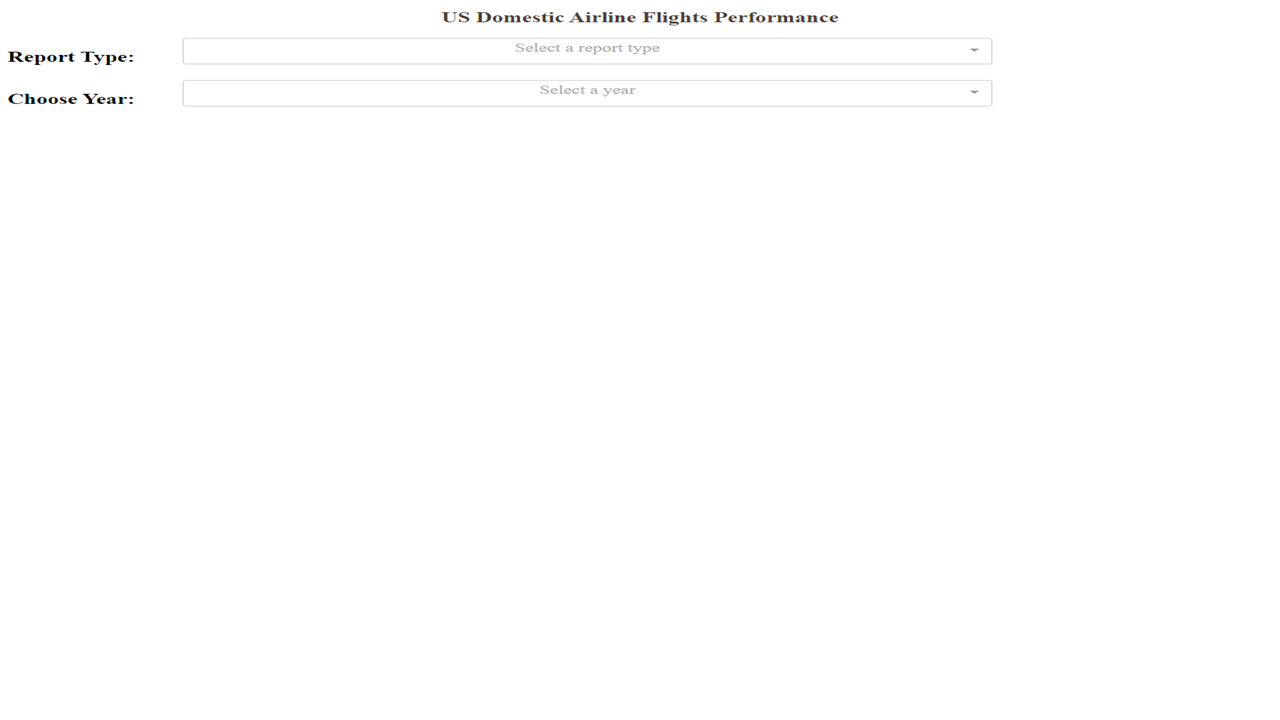 US Domestic Airline Flights Performance
Report Type:
Select a report type
Choose Year:
Select a year